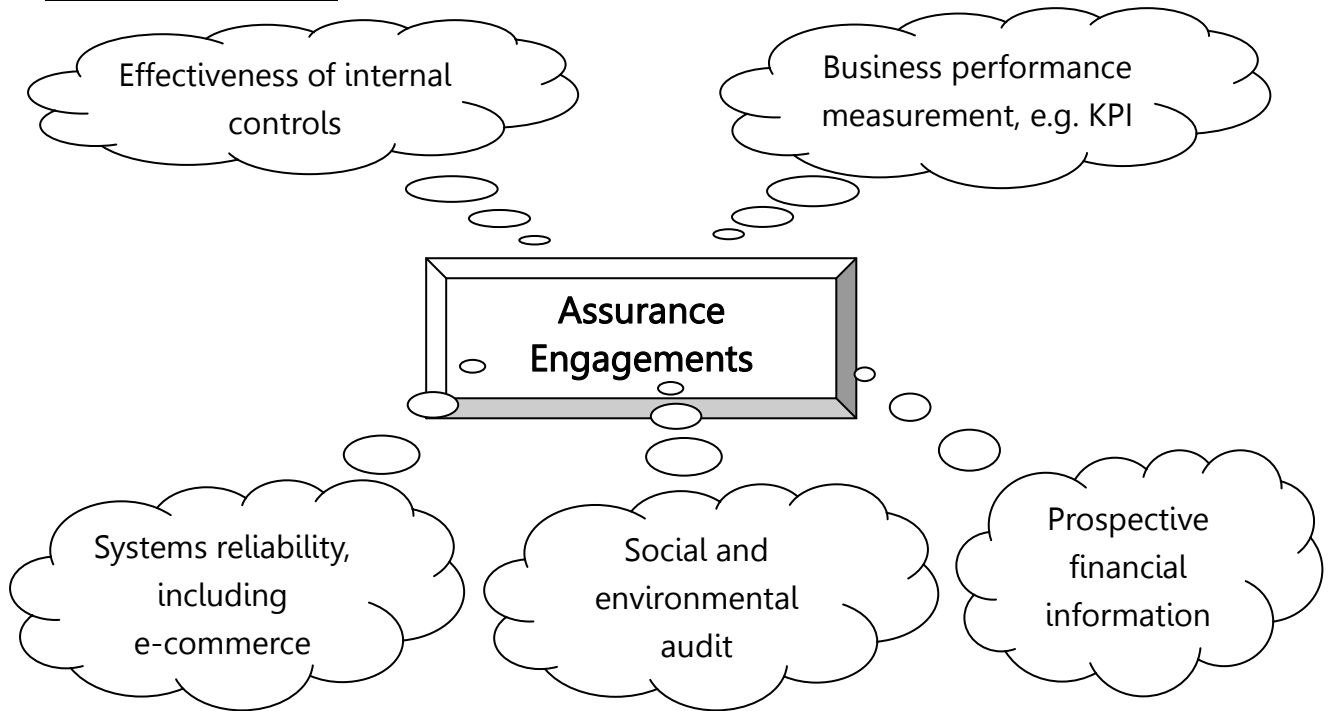 Effectiveness of internal
controls
Business performance
measurement, e.g. KPI
Assurance
Engagements
Systems reliability,
including
e-commerce
Social and
environmental
audit
Prospective
financial
information